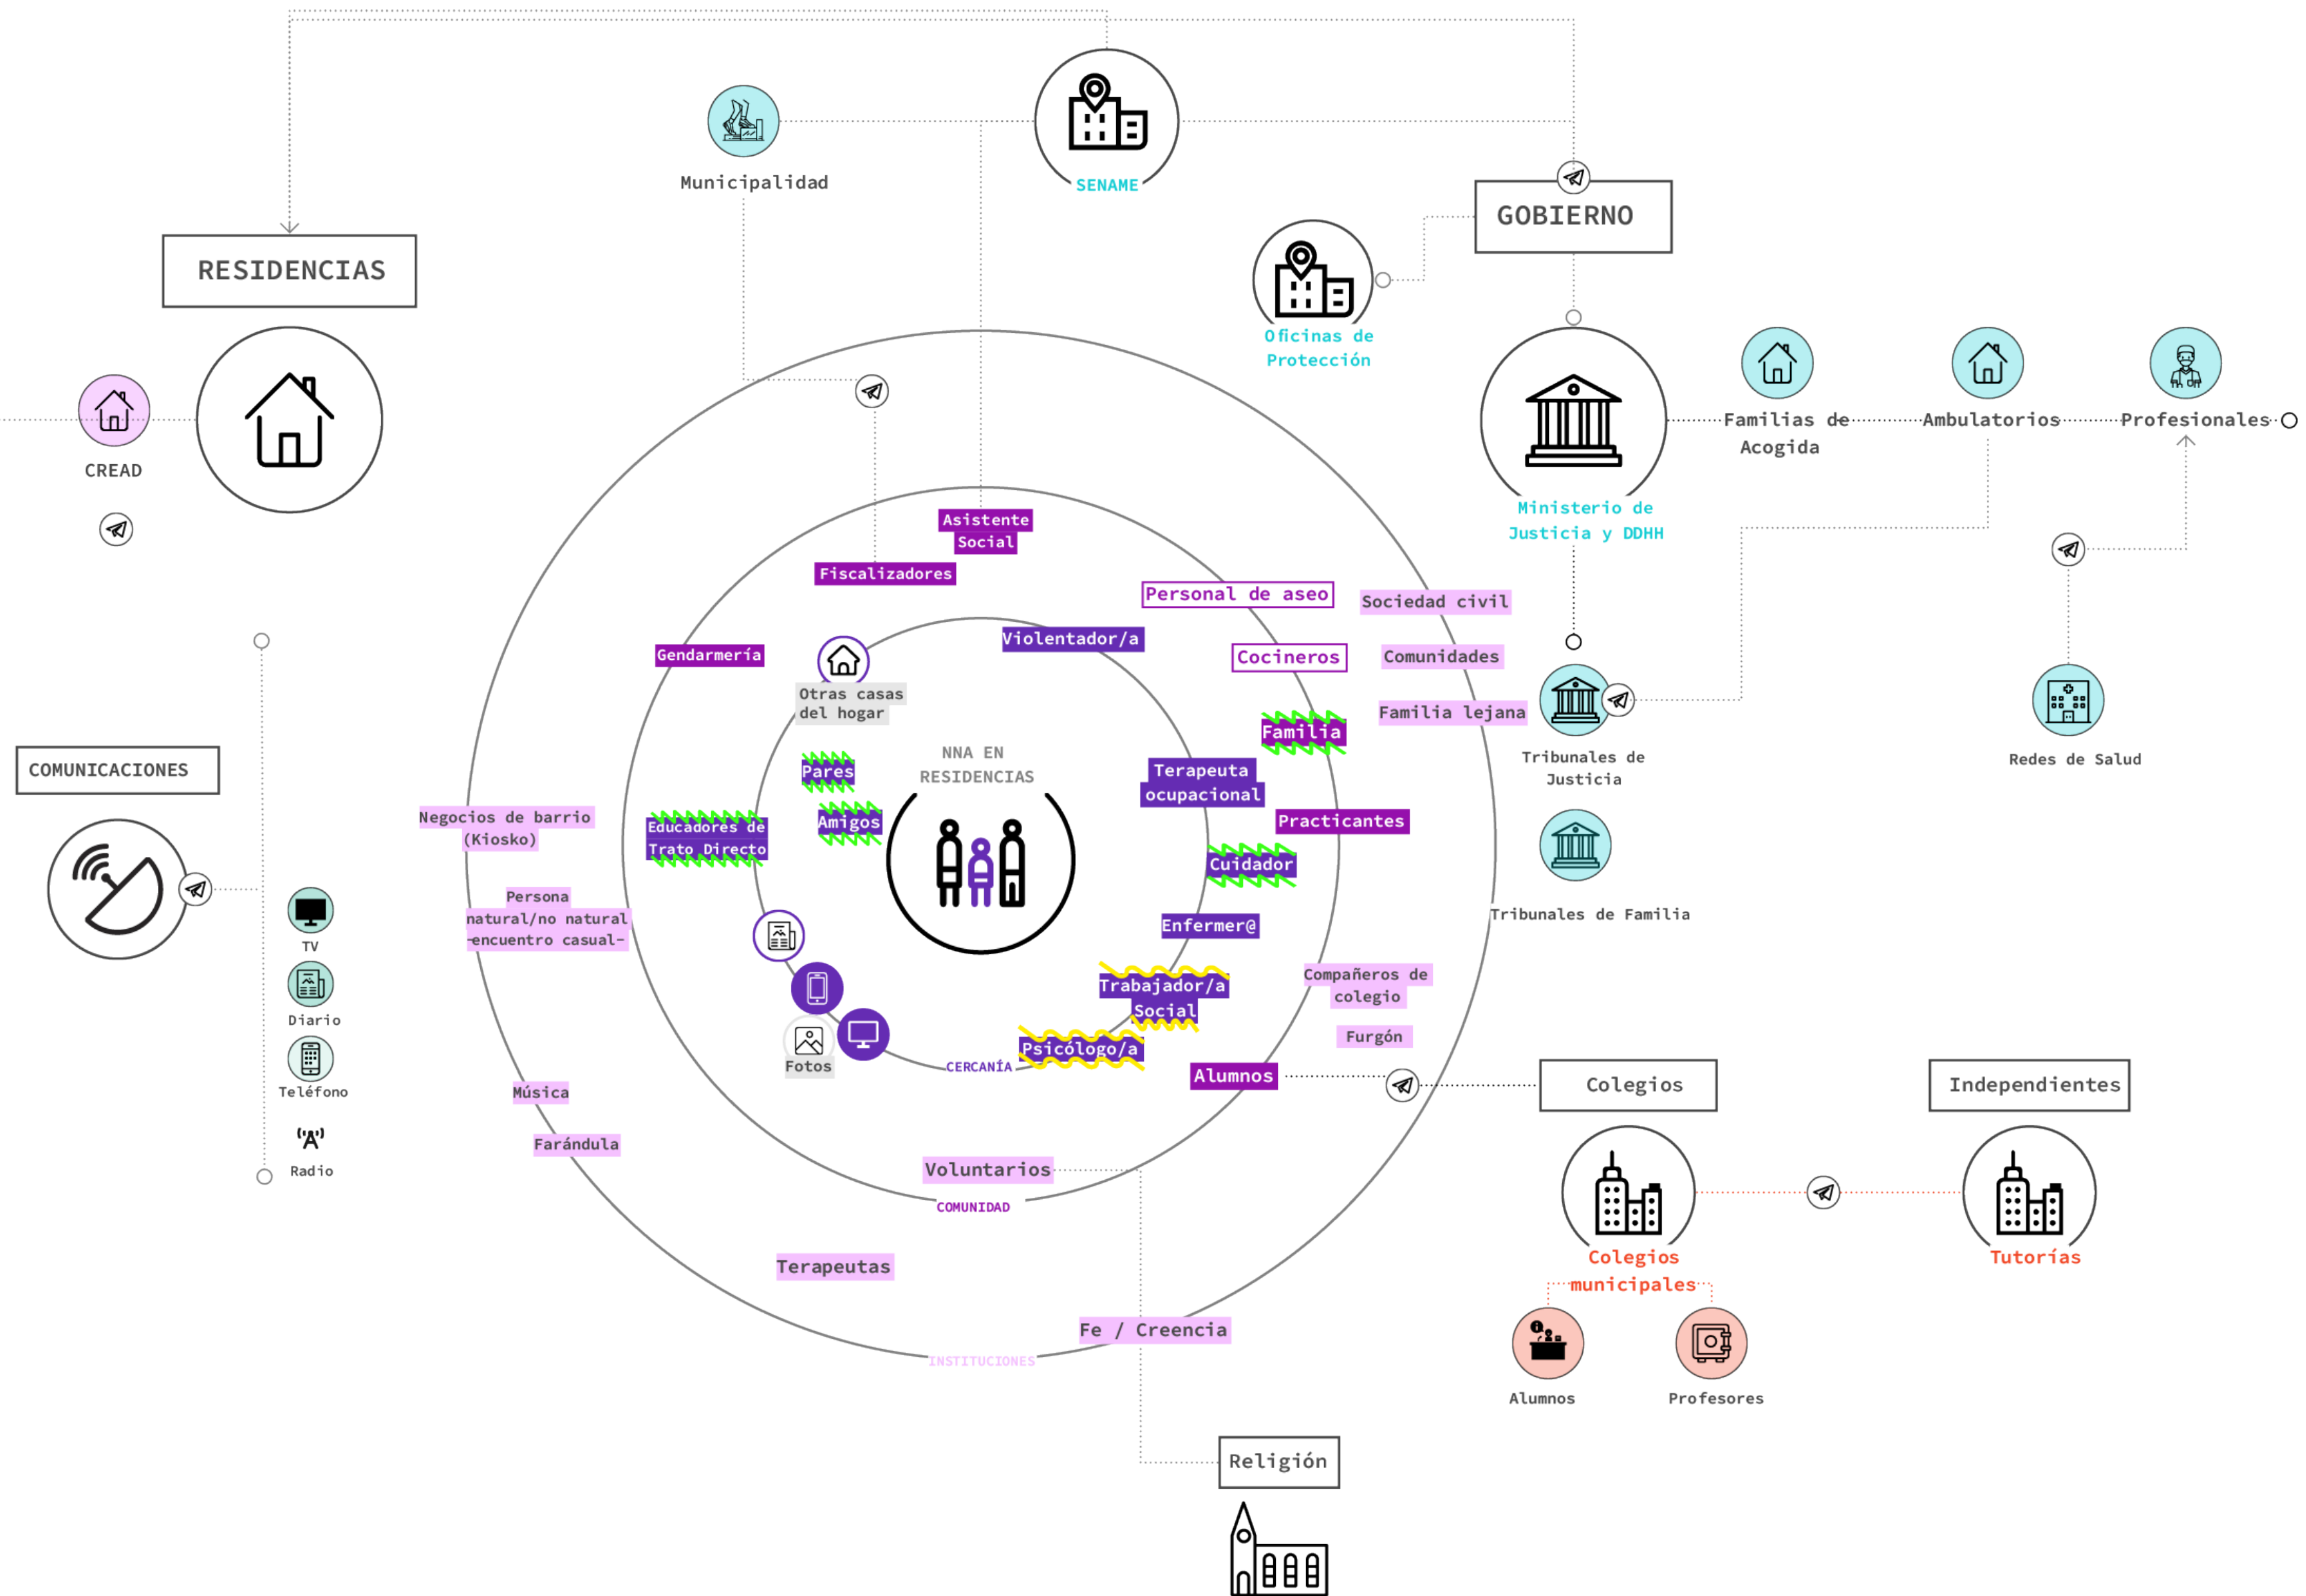 SENAME
Municipalidad
GOBIERNO
RESIDENCIAS
Oficinas de
Protección
CREAD
Familias de
Acogida
Ambulatorios
Profesionales
Ministerio de
Justicia y DDHH
Asistente
Social
Fiscalizadores
Personal de aseo
Sociedad civil
Violentador/a
Gendarmería
Cocineros
Comunidades
Otras casas
del hogar
Familia lejana
Familia
NNA EN
RESIDENCIAS
Tribunales de
Justicia
Redes de Salud
COMUNICACIONES
Pares
Terapeuta
ocupacional
Negocios de barrio
(Kiosko)
Educadores de
Trato Directo
Amigos
Practicantes
Cuidador
Persona
natural/no natural
-encuentro casual-
Enfermer@
Tribunales de Familia
TV
Diario
Teléfono
Radio
Trabajador/a
Social
Compañeros de
colegio
Furgón
Fotos
Psicólogo/a
CERCANÍA
Alumnos
Colegios
Independientes
Música
Farándula
Voluntarios
COMUNIDAD
Terapeutas
Colegios
municipales
Tutorías
Fe / Creencia
INSTITUCIONES
Alumnos
Profesores
Religión